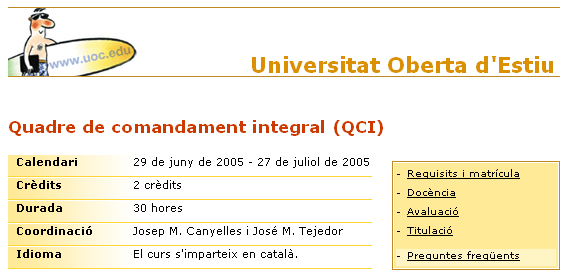 www.uoc.edu
Universitat Oberta d'Estiu
Quadre de comandament integral (QCI)
Calendari 29 de juny de 2005 - 27 de juliol de 2005
Crèdits 2 crèdits
Durada 30 hores
Coordinació Josep M. Canyelles i José M. Tejedor
Idioma El curs s'imparteix en català.
- Requisits i matrícula
- Docència
- Avaluació
- Titulació
- Preguntes freqüents